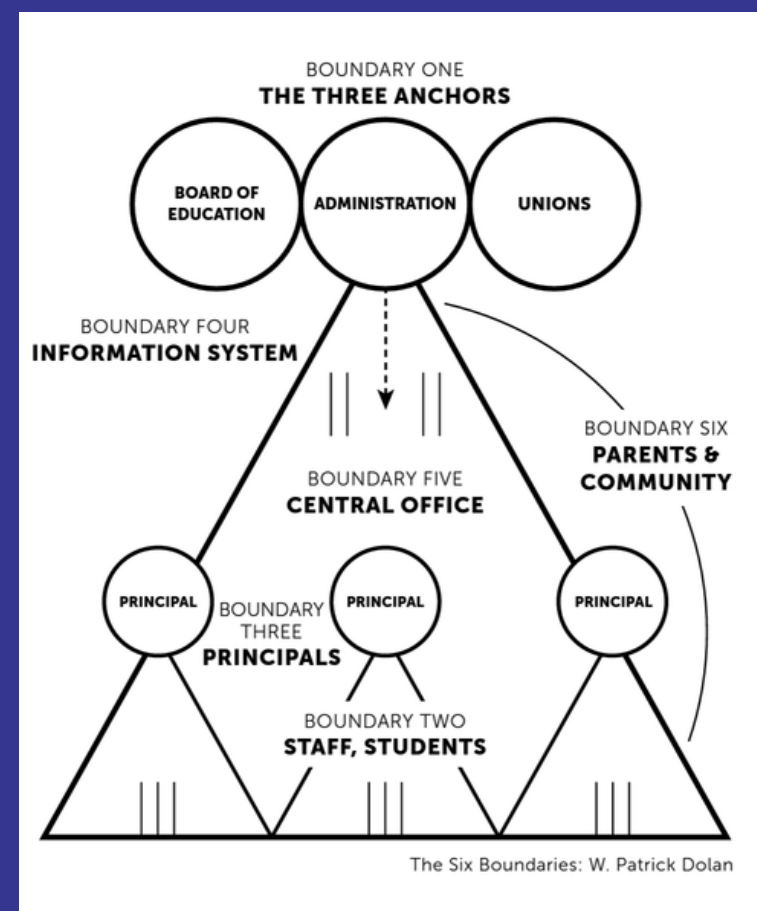 BOUNDARY ONE
THE THREE ANCHORS
BOARD OF
EDUCATION
ADMINISTRATION
UNIONS
BOUNDARY FOUR
INFORMATION SYSTEM
BOUNDARY SIX
PARENTS &
COMMUNITY
BOUNDARY FIVE
CENTRAL OFFICE
PRINCIPAL
BOUNDARY
THREE
PRINCIPALS
PRINCIPAL
PRINCIPAL
BOUNDARY TWO
STAFF, STUDENTS
The Six Boundaries: W. Patrick Dolan